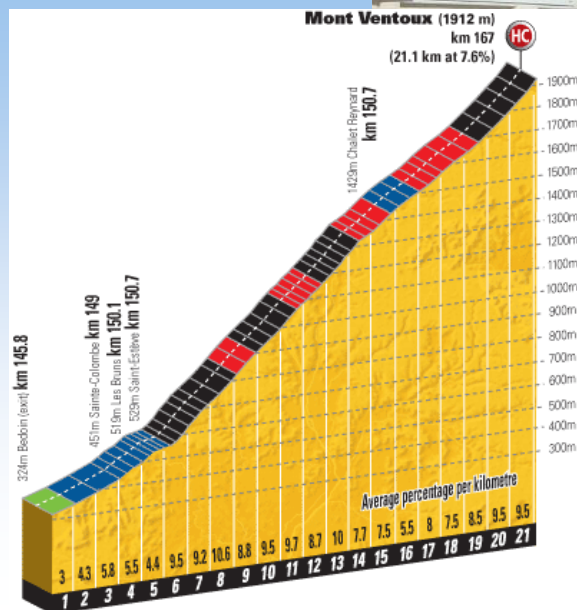 Mont Ventoux (1912 m)
km 167
(21.1 km at 7.6%)
HC
1429m Chalet Reynard
km 150.7
324m Bedoin (exit) km 145.8
451m Sainte-Colombe km 149
519m Les Bruns km 150.1
529m Saint-Estève km 150.7
1900m
1800m
1700m
1600m
1500m
1400m
1300m
1200m
1100m
1000m
900m
800m
700m
600m
500m
400m
300m
Average percentage per kilometre
3 4.3 5.8 5.5 4.4 9.5 9.2 10.6 8.8 9.5 9.7 8.7 10 7.7 7.5 5.5 8 7.5 8.5 9.5 9.5
1 2 3 4 5 6 7 8 9 10 11 12 13 14 15 16 17 18 19 20 21